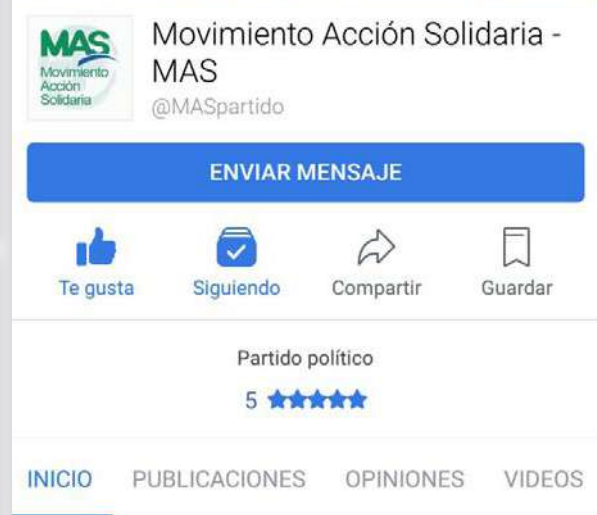 MAS
Movimiento
Acción
Solidaria
Movimiento Acción Solidaria -
MAS
@MASpartido
ENVIAR MENSAJE
Te gusta Siguiendo Compartir Guardar
Partido político
5
INICIO PUBLICACIONES OPINIONES VIDEOS